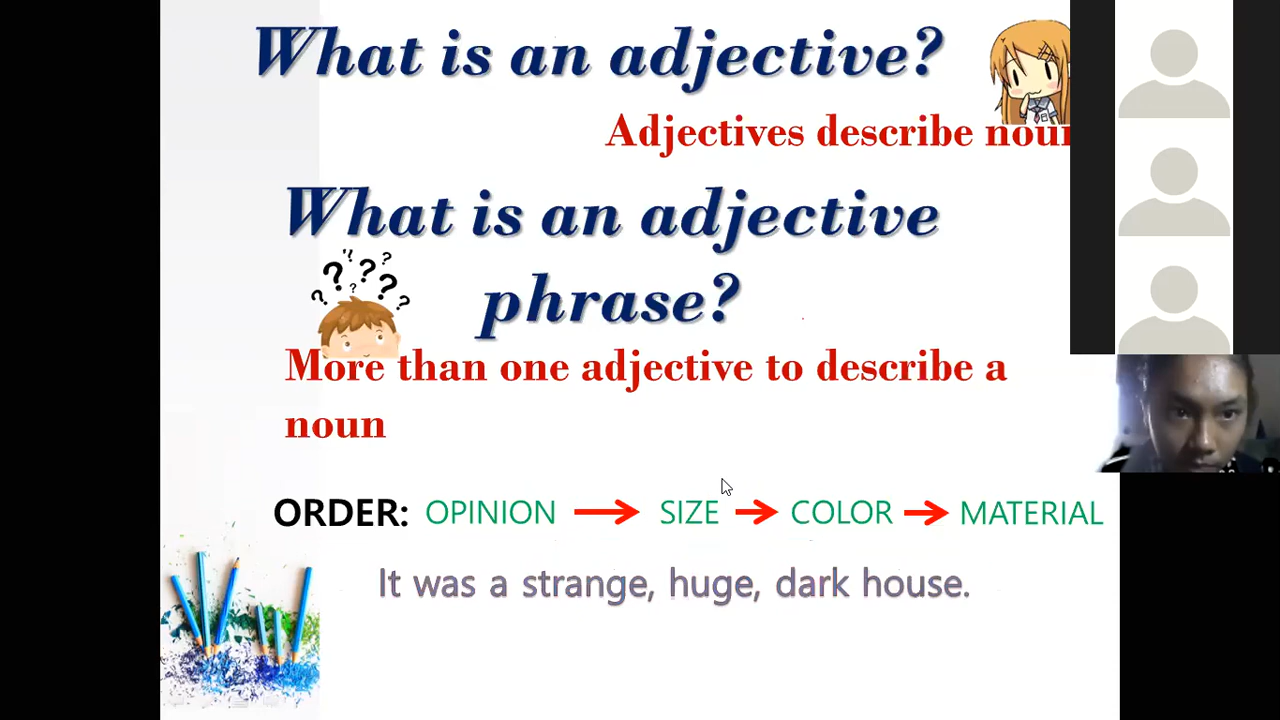 What is an adjective?
Adjectives describe
What is an adjective
phrase?
More than one adjective to describe a
noun
ORDER: OPINION → SIZE → COLOR → MATERIAL
It was a strange, huge, dark house.